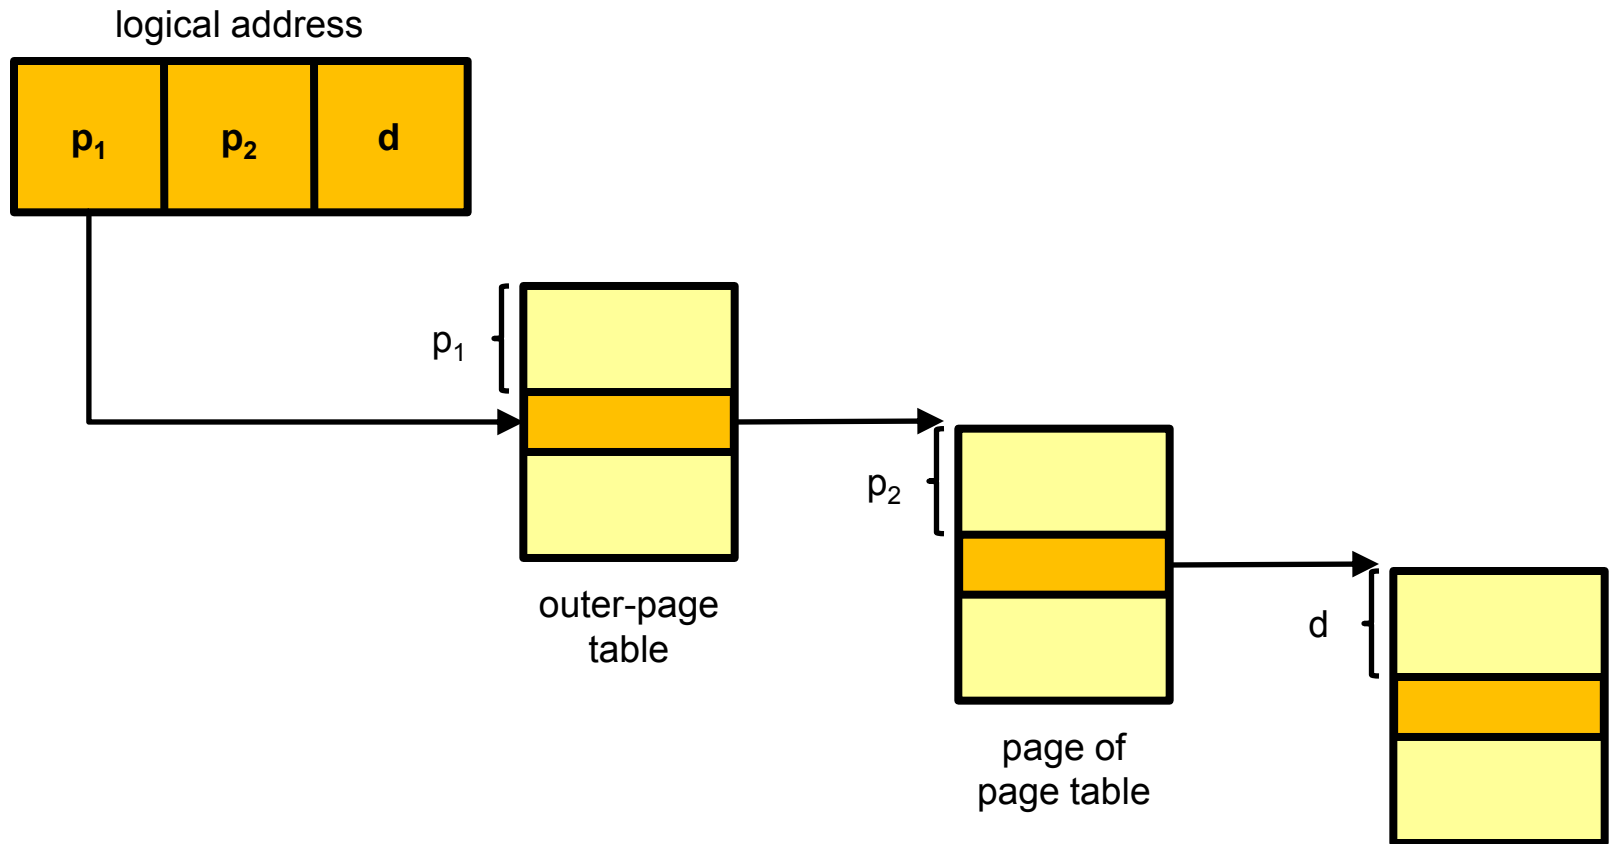 logical address
p₁ p₂ d
p₁
outer-page
table
p₂
page of
page table
d